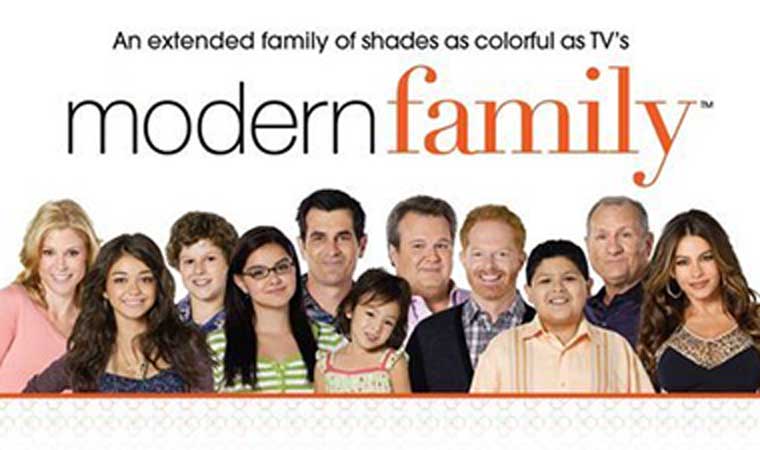 An extended family of shades as colorful as TV's
modern family™